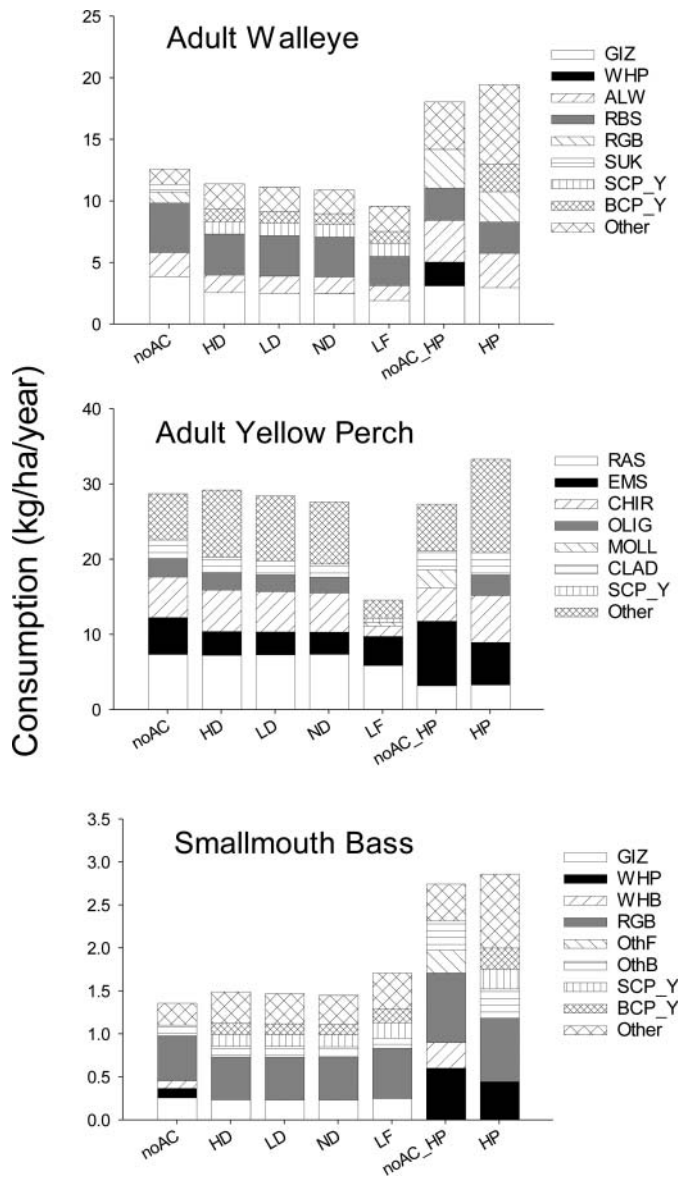 Consumption (kg/ha/year)
Adult Walleye
25
20
15
10
5
0
noAC HD LD ND LF noAC_HP HP
GIZ
WHP
ALW
RBS
RGB
SUK
SCP_Y
BCP_Y
Other
Adult Yellow Perch
40
30
20
10
0
noAC HD LD ND LF noAC_HP HP
RAS
EMS
CHIR
OLIG
MOLL
CLAD
SCP_Y
Other
Smallmouth Bass
3.5
3.0
2.5
2.0
1.5
1.0
0.5
0.0
noAC HD LD ND LF noAC_HP HP
GIZ
WHP
WHB
RGB
OthF
OthB
SCP_Y
BCP_Y
Other